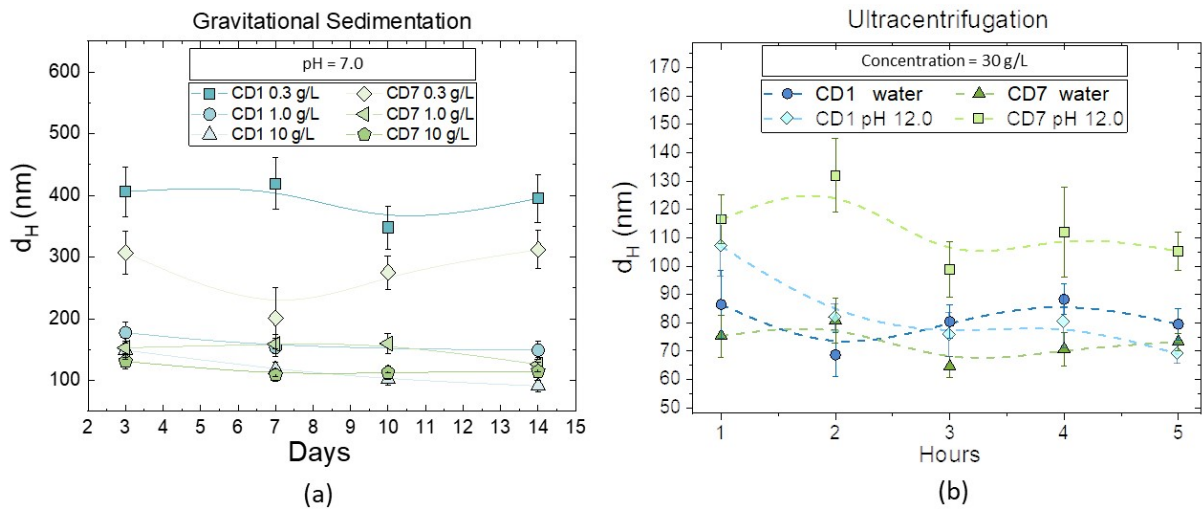 Gravitational Sedimentation
pH = 7.0
CD1 0.3 g/L CD7 0.3 g/L
CD1 1.0 g/L CD7 1.0 g/L
CD1 10 g/L CD7 10 g/L
600
500
400
300
200
100
dH (nm)
2 3 4 5 6 7 8 9 10 11 12 13 14 15
Days
(a)
Ultracentrifugation
Concentration = 30 g/L
CD1 water CD7 water
CD1 pH 12.0 CD7 pH 12.0
170
160
150
140
130
120
110
100
90
80
70
60
50
dH (nm)
1 2 3 4 5
Hours
(b)